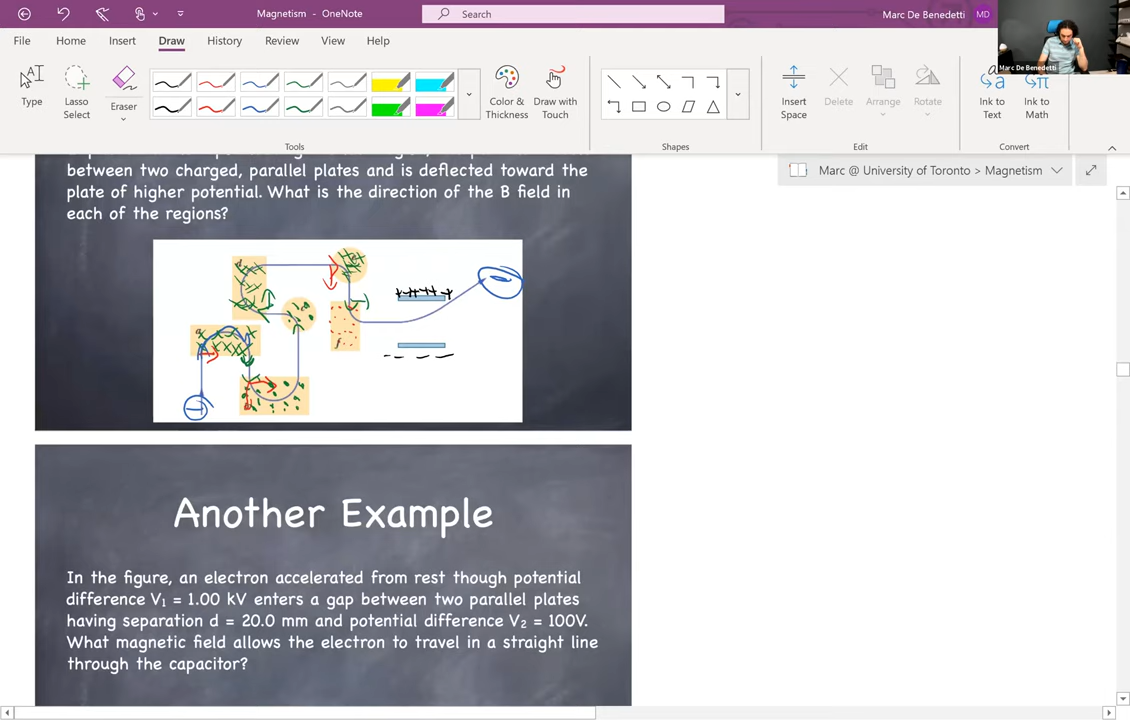 Magnetism - OneNote
Search
Marc De Benedetti
MD
File
Home
Insert
Draw
History
Review
View
Help
Marc De Benedetti
Type
Lasso
Select
Eraser
Color &
Thickness
Draw with
Touch
Insert
Space
Delete
Arrange
Rotate
Ink to
Text
Ink to
Math
Tools
Shapes
Edit
Convert
Marc @ University of Toronto > Magnetism
between two charged, parallel plates and is deflected toward the
plate of higher potential. What is the direction of the B field in
each of the regions?
Another Example
In the figure, an electron accelerated from rest though potential
difference V₁ = 1.00 kV enters a gap between two parallel plates
having separation d = 20.0 mm and potential difference V₂ = 100V.
What magnetic field allows the electron to travel in a straight line
through the capacitor?